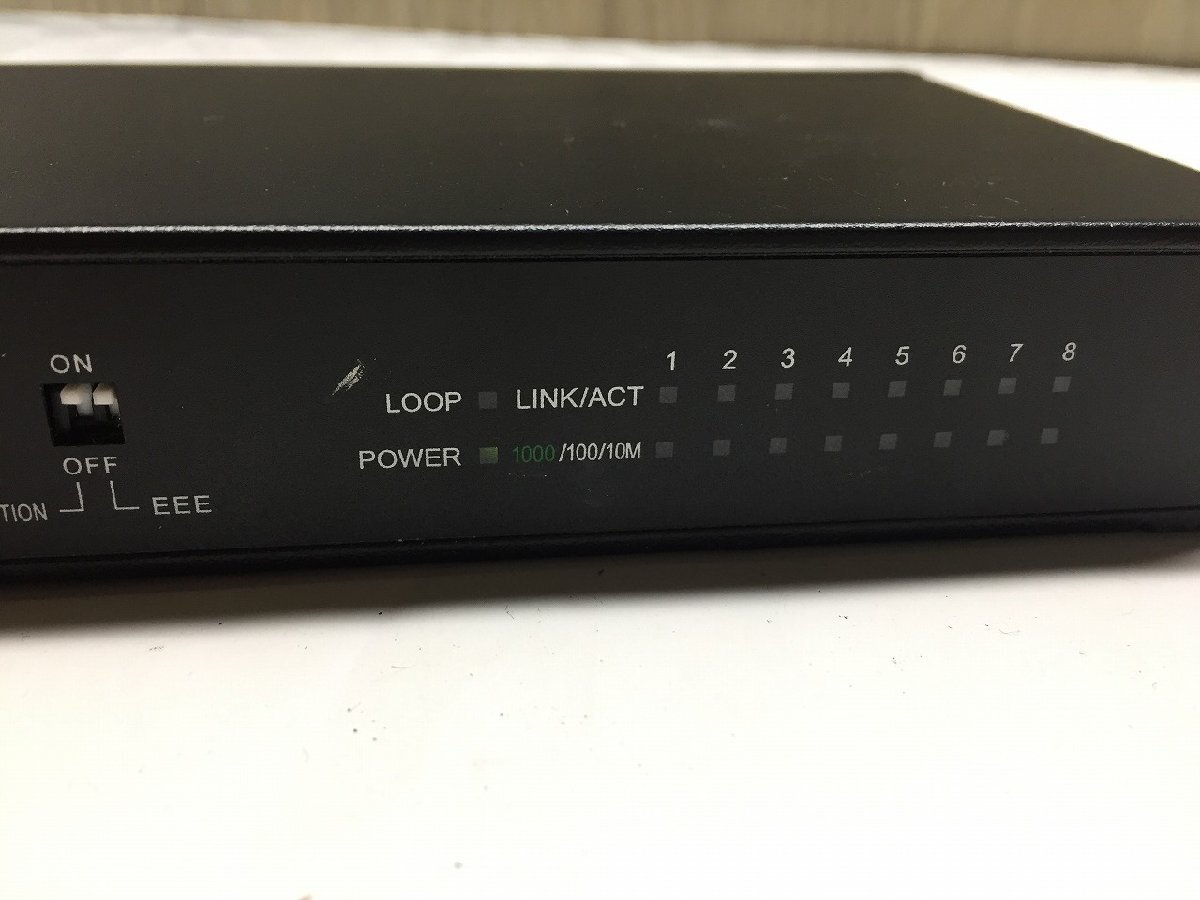 ON
OFF
TION EEE
1 2 3 4 5 6 7 8
LOOP LINK/ACT
POWER 1000/100/10M